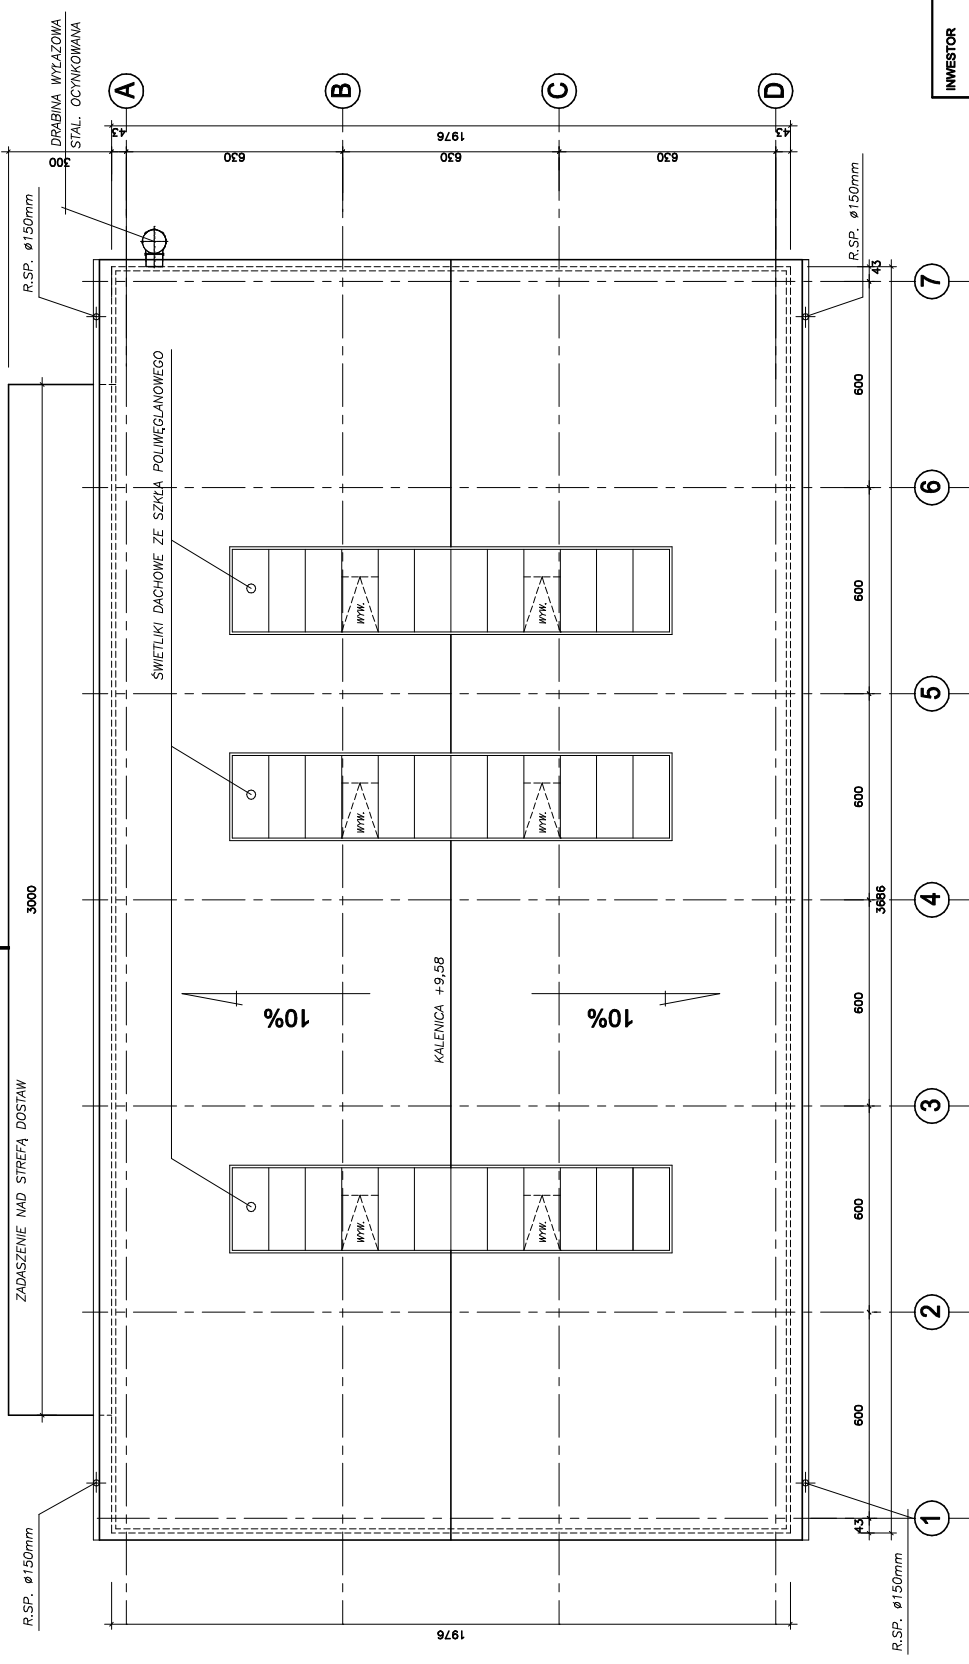 DRABINA WYŁAZOWA
STAL. OCYNKOWANA
R.SP. ø150mm
300
43
1976
630
630
630
43
A
B
C
D
R.SP. ø150mm
INWESTOR
ŚWIETLIKI DACHOWE ZE SZKŁA POLIWĘGLANOWEGO
3000
ZADASZENIE NAD STREFĄ DOSTAW
WYW.
WYW.
WYW.
WYW.
WYW.
WYW.
10%
10%
KALENICA +9,58
43
600
600
600
600
600
600
43
3686
7
6
5
4
3
2
1
R.SP. ø150mm
1976
R.SP. ø150mm